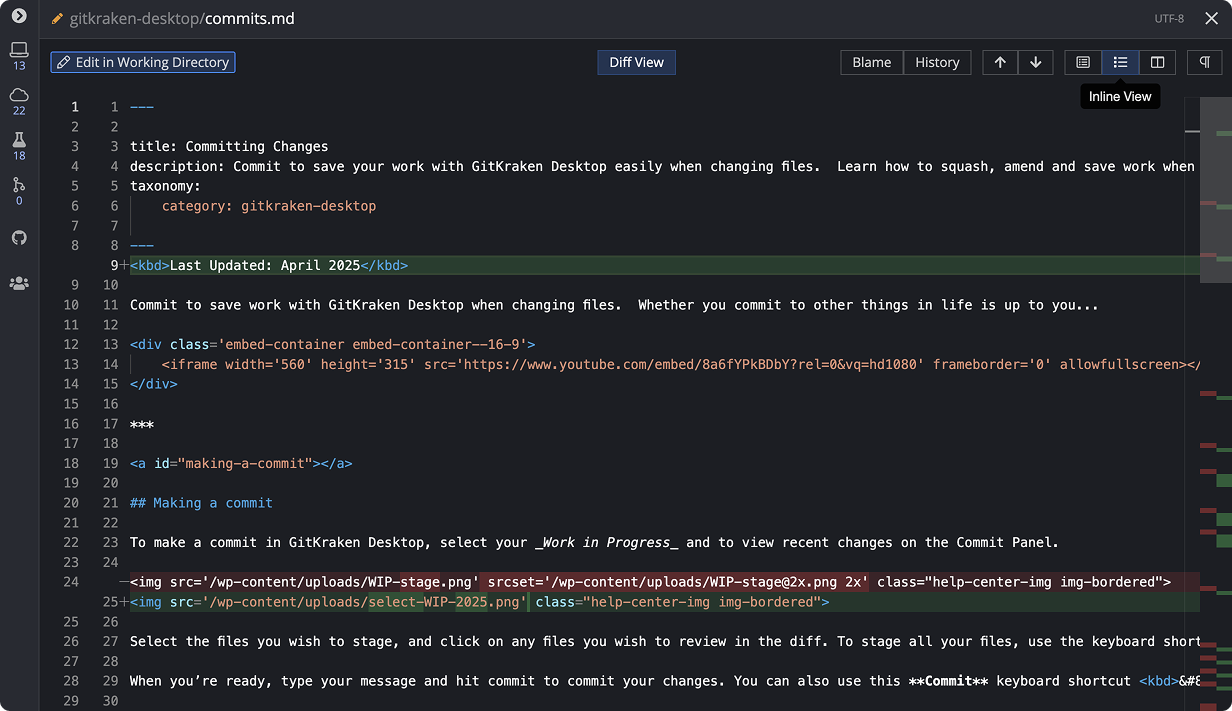 gitkraken-desktop/commits.md UTF-8
Edit in Working Directory Diff View Blame History
Inline View
13
22
18
0
1 1 ---
2 2
3 3 title: Committing Changes
4 4 description: Commit to save your work with GitKraken Desktop easily when changing files.  Learn how to squash, amend and save work when
5 5 taxonomy:
6 6     category: gitkraken-desktop
7 7
8 8 ---
9+<kbd>Last Updated: April 2025</kbd>
9 10
10 11 Commit to save work with GitKraken Desktop when changing files.  Whether you commit to other things in life is up to you...
11 12
12 13 <div class='embed-container embed-container--16-9'>
13 14     <iframe width='560' height='315' src='https://www.youtube.com/embed/8a6fYPkBDbY?rel=0&vq=hd1080' frameborder='0' allowfullscreen></
14 15 </div>
15 16
16 17 ***
17 18
18 19 <a id="making-a-commit"></a>
19 20
20 21 ## Making a commit
21 22
22 23 To make a commit in GitKraken Desktop, select your _Work in Progress_ and to view recent changes on the Commit Panel.
23 24
24 —<img src='/wp-content/uploads/WIP-stage.png' srcset='/wp-content/uploads/WIP-stage@2x.png 2x' class="help-center-img img-bordered">
25+<img src='/wp-content/uploads/select-WIP-2025.png' class="help-center-img img-bordered">
25 26
26 27 Select the files you wish to stage, and click on any files you wish to review in the diff. To stage all your files, use the keyboard short
27 28
28 29 When you’re ready, type your message and hit commit to commit your changes. You can also use this **Commit** keyboard shortcut <kbd>&#8
29 30